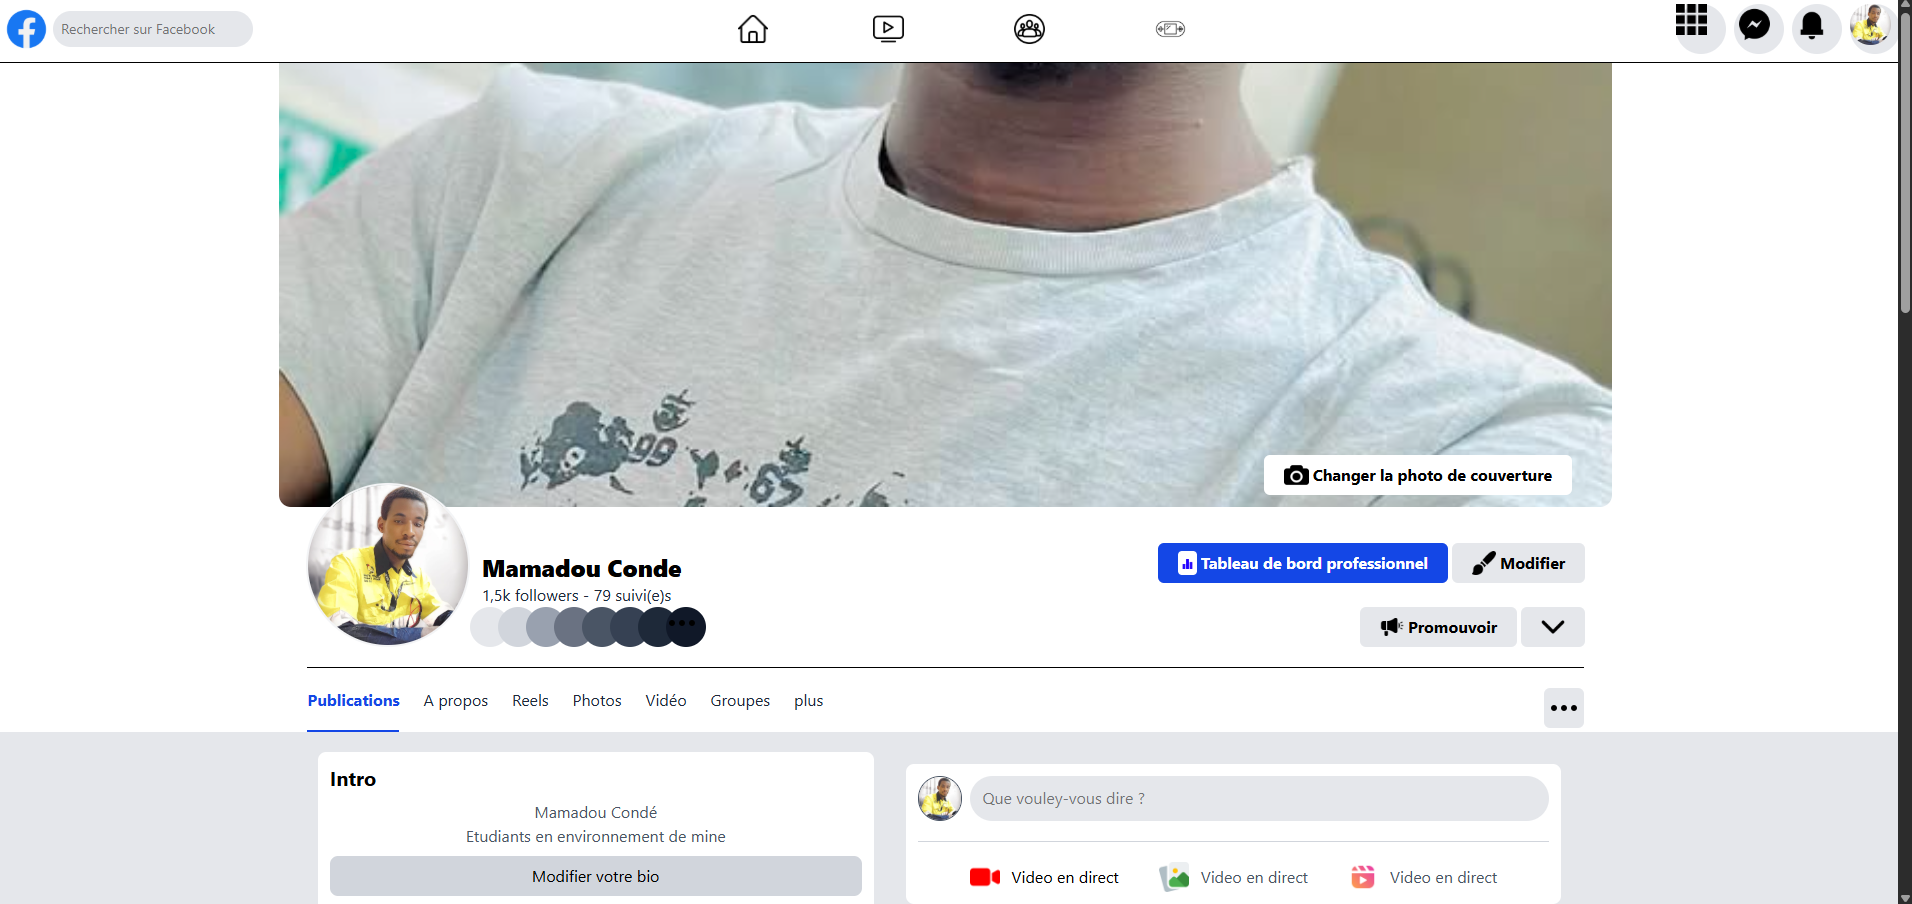 Rechercher sur Facebook
99
65
Changer la photo de couverture
Mamadou Conde
1,5k followers - 79 suivi(e)s
Tableau de bord professionnel
Modifier
Promouvoir
Publications A propos Reels Photos Vidéo Groupes plus
Intro
Mamadou Condé
Etudiants en environnement de mine
Modifier votre bio
Que vouley-vous dire ?
Video en direct Video en direct Video en direct